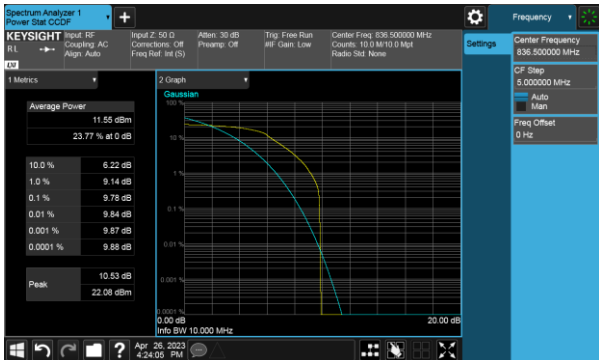 Spectrum Analyzer 1
Power Stat CCDF
Frequency
KEYSIGHT
RL
LXI
Input: RF
Coupling: AC
Align: Auto
Input Z: 50 Ω
Corrections: Off
Freq Ref: Int (S)
Atten: 30 dB
Preamp: Off
Trig: Free Run
#IF Gain: Low
Center Freq: 836.500000 MHz
Counts: 10.0 M/10.0 Mpt
Radio Std: None
Settings
Center Frequency
836.500000 MHz
CF Step
5.000000 MHz
Auto
Man
Freq Offset
0 Hz
1 Metrics
Average Power
11.55 dBm
23.77 % at 0 dB
10.0 % 6.22 dB
1.0 % 9.14 dB
0.1 % 9.78 dB
0.01 % 9.84 dB
0.001 % 9.87 dB
0.0001 % 9.88 dB
Peak
10.53 dB
22.08 dBm
2 Graph
Gaussian
100 %
10 %
1 %
0.1 %
0.01 %
0.001 %
0.0001 %
0.00 dB 20.00 dB
Info BW 10.000 MHz
?
Apr 26, 2023
4:24:05 PM